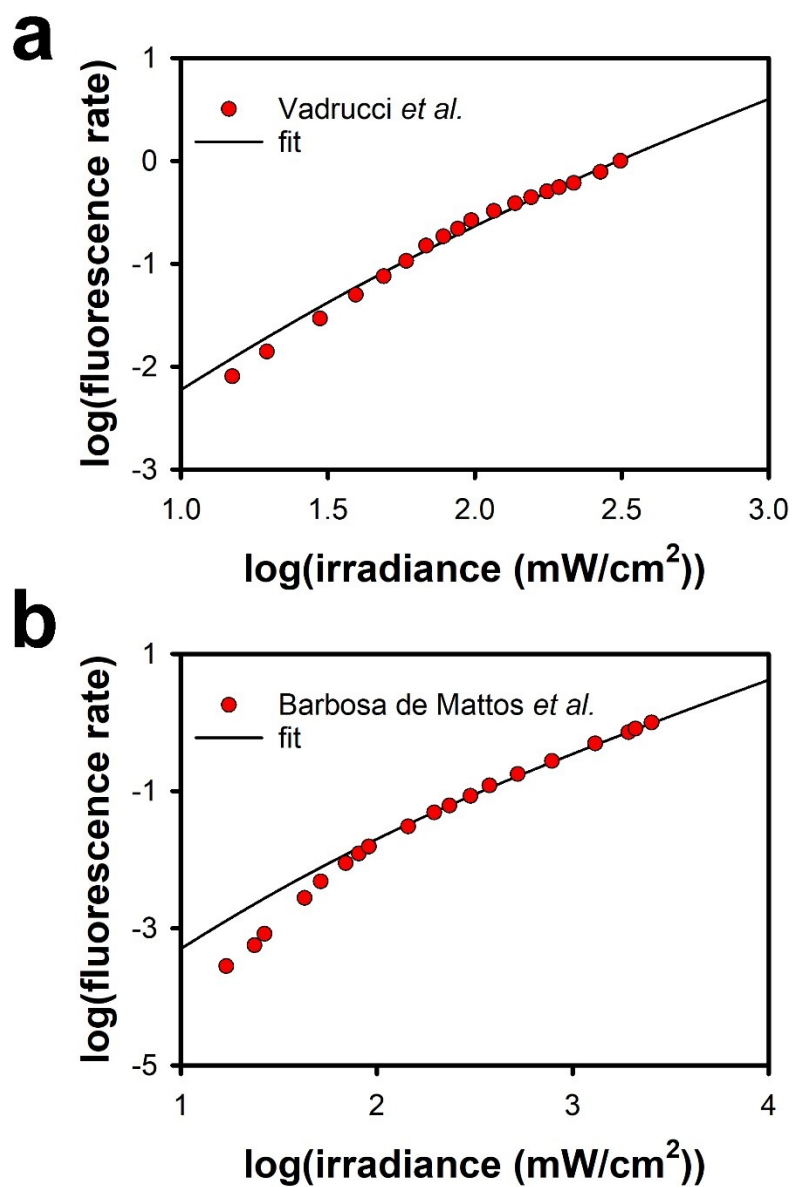 a
1
0
-1
-2
-3
log(fluorescence rate)
Vadrucci et al.
fit
1.0 1.5 2.0 2.5 3.0
log(irradiance (mW/cm²))
b
1
-1
-3
-5
log(fluorescence rate)
Barbosa de Mattos et al.
fit
1 2 3 4
log(irradiance (mW/cm²))